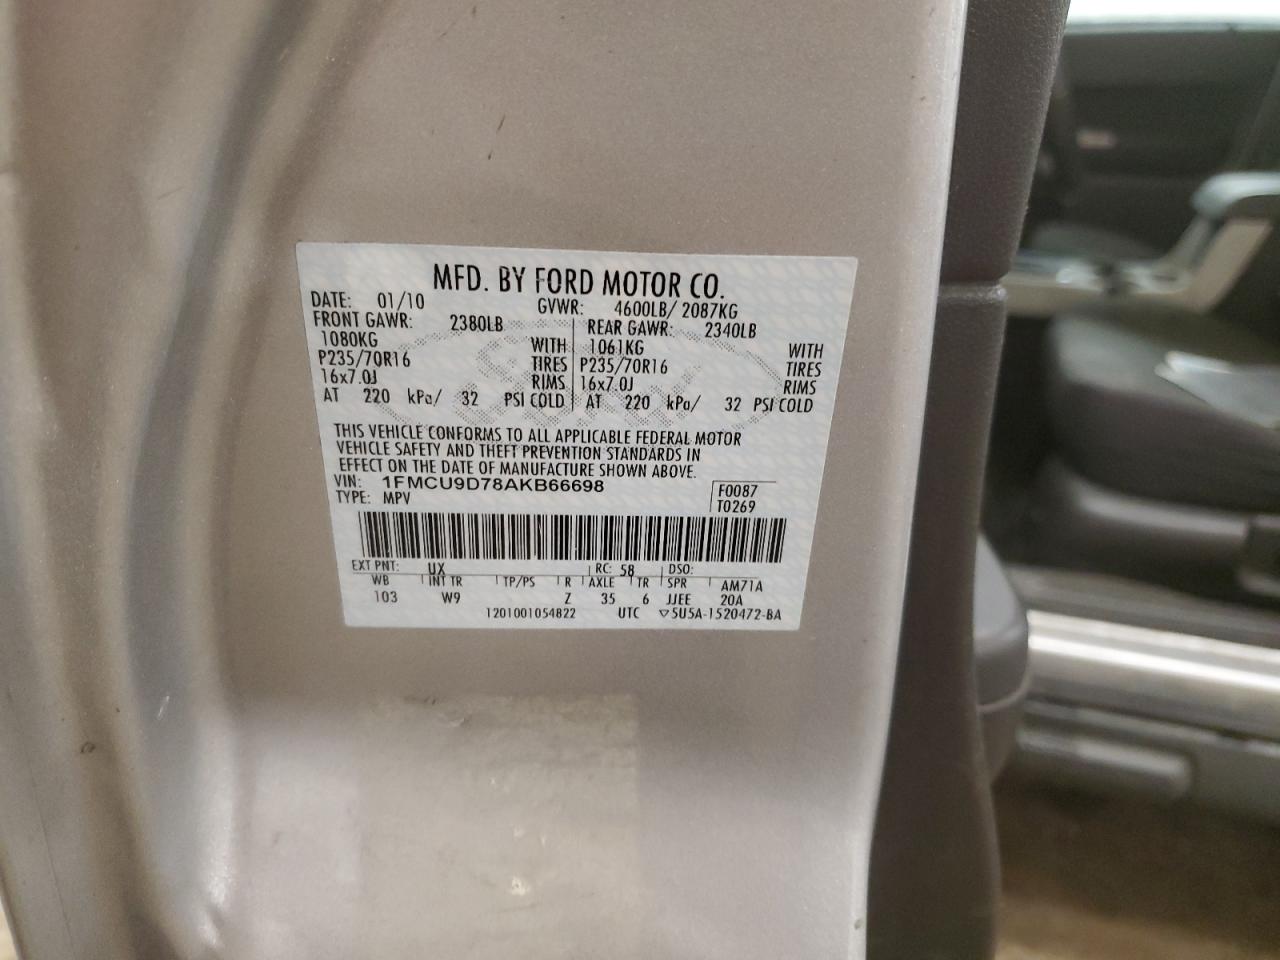 MFD. BY FORD MOTOR CO.
DATE: 01/10 GVWR: 4600LB/ 2087KG
FRONT GAWR: 2380LB REAR GAWR: 2340LB
1080KG WITH 1061KG WITH
P235/70R16 TIRES P235/70R16 TIRES
16x7.0J RIMS 16x7.0J RIMS
AT 220 kPa/ 32 PSI COLD AT 220 kPa/ 32 PSI COLD
THIS VEHICLE CONFORMS TO ALL APPLICABLE FEDERAL MOTOR
VEHICLE SAFETY AND THEFT PREVENTION STANDARDS IN
EFFECT ON THE DATE OF MANUFACTURE SHOWN ABOVE.
VIN: 1FMCU9D78AKB66698 F0087
TYPE: MPV T0269
EXT PNT: UX RC: 58 DSO:
WB INT TR TP/PS R AXLE TR SPR AM71A
103 W9 Z 35 6 JJEE 20A
1201001054822 UTC ▽5U5A-1520472-BA